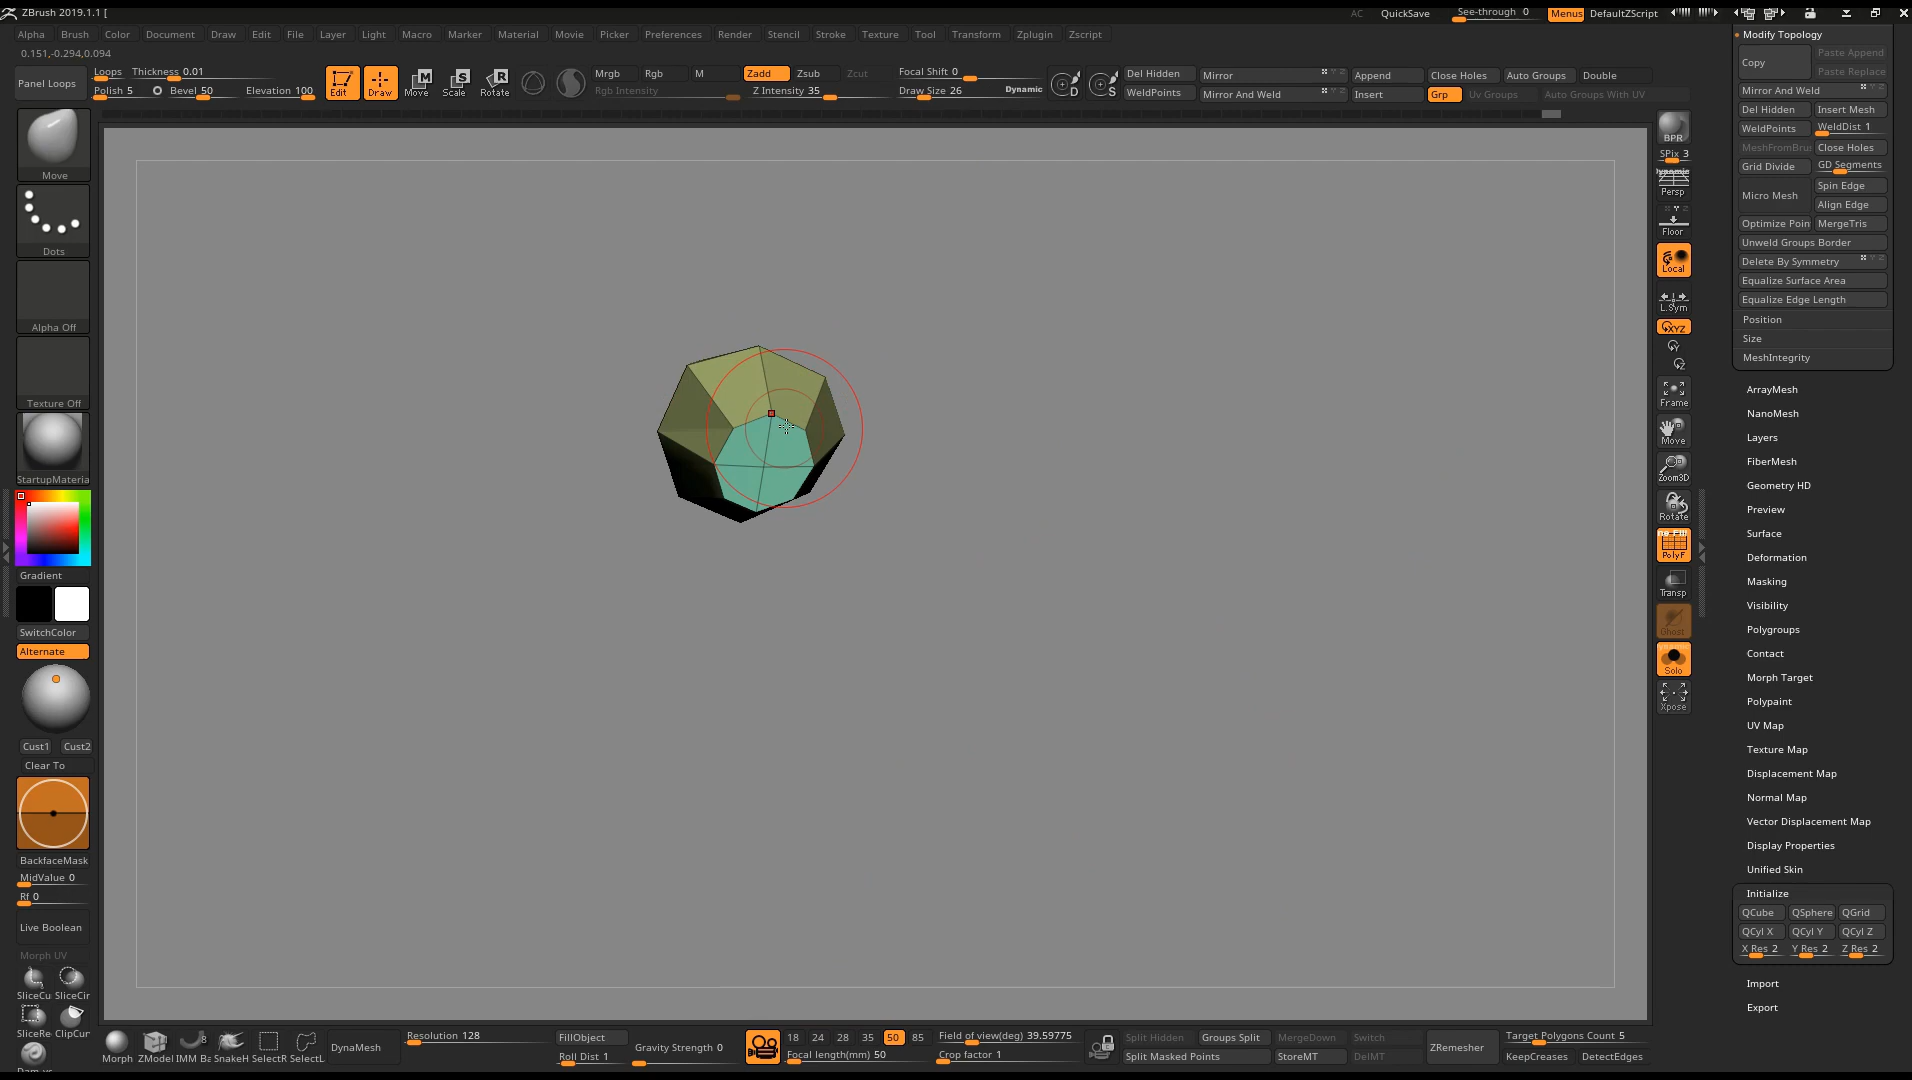 ZBrush 2019.1.1 [
AC QuickSave See-through 0 Menus DefaultZScript
Alpha Brush Color Document Draw Edit File Layer Light Macro Marker Material Movie Picker Preferences Render Stencil Stroke Texture Tool Transform Zplugin Zscript
0.151,-0.294,0.094
Panel Loops
Loops Thickness 0.01
Polish 5 Bevel 50 Elevation 100
Edit Draw Move Scale Rotate
Mrgb Rgb M Zadd Zsub Zcut
Rgb Intensity Z Intensity 35
Focal Shift 0
Draw Size 26 Dynamic
D S
Del Hidden Mirror Append Close Holes Auto Groups Double
WeldPoints Mirror And Weld Insert Grp Uv Groups Auto Groups With UV
Move
Dots
Alpha Off
Texture Off
StartupMateria
Gradient
SwitchColor
Alternate
Cust1 Cust2
Clear To
BackfaceMask
MidValue 0
Rf 0
Live Boolean
Morph UV
SliceCu SliceCir
SliceRe ClipCur
BPR
SPix 3
Dynamic
Persp
Floor
Local
L.Sym
XYZ
Y
Z
Frame
Move
Zoom3D
Rotate
PolyF
Transp
Ghost
Solo
Xpose
Modify Topology
Copy Paste Append
Paste Replace
Mirror And Weld
Del Hidden Insert Mesh
WeldPoints WeldDist 1
MeshFromBru Close Holes
Grid Divide GD Segments
Micro Mesh Spin Edge
Align Edge
Optimize Poin MergeTris
Unweld Groups Border
Delete By Symmetry
Equalize Surface Area
Equalize Edge Length
Position
Size
MeshIntegrity
ArrayMesh
NanoMesh
Layers
FiberMesh
Geometry HD
Preview
Surface
Deformation
Masking
Visibility
Polygroups
Contact
Morph Target
Polypaint
UV Map
Texture Map
Displacement Map
Normal Map
Vector Displacement Map
Display Properties
Unified Skin
Initialize
QCube QSphere QGrid
QCyl X QCyl Y QCyl Z
X Res 2 Y Res 2 Z Res 2
Import
Export
Morph ZModel IMM Ba SnakeH SelectR SelectL
DynaMesh
Resolution 128
FillObject
Roll Dist 1
Gravity Strength 0
18 24 28 35 50 85
Focal length(mm) 50
Field of view(deg) 39.59775
Crop factor 1
Split Hidden Groups Split MergeDown Switch
Split Masked Points StoreMT DelMT
ZRemesher
Target Polygons Count 5
KeepCreases DetectEdges